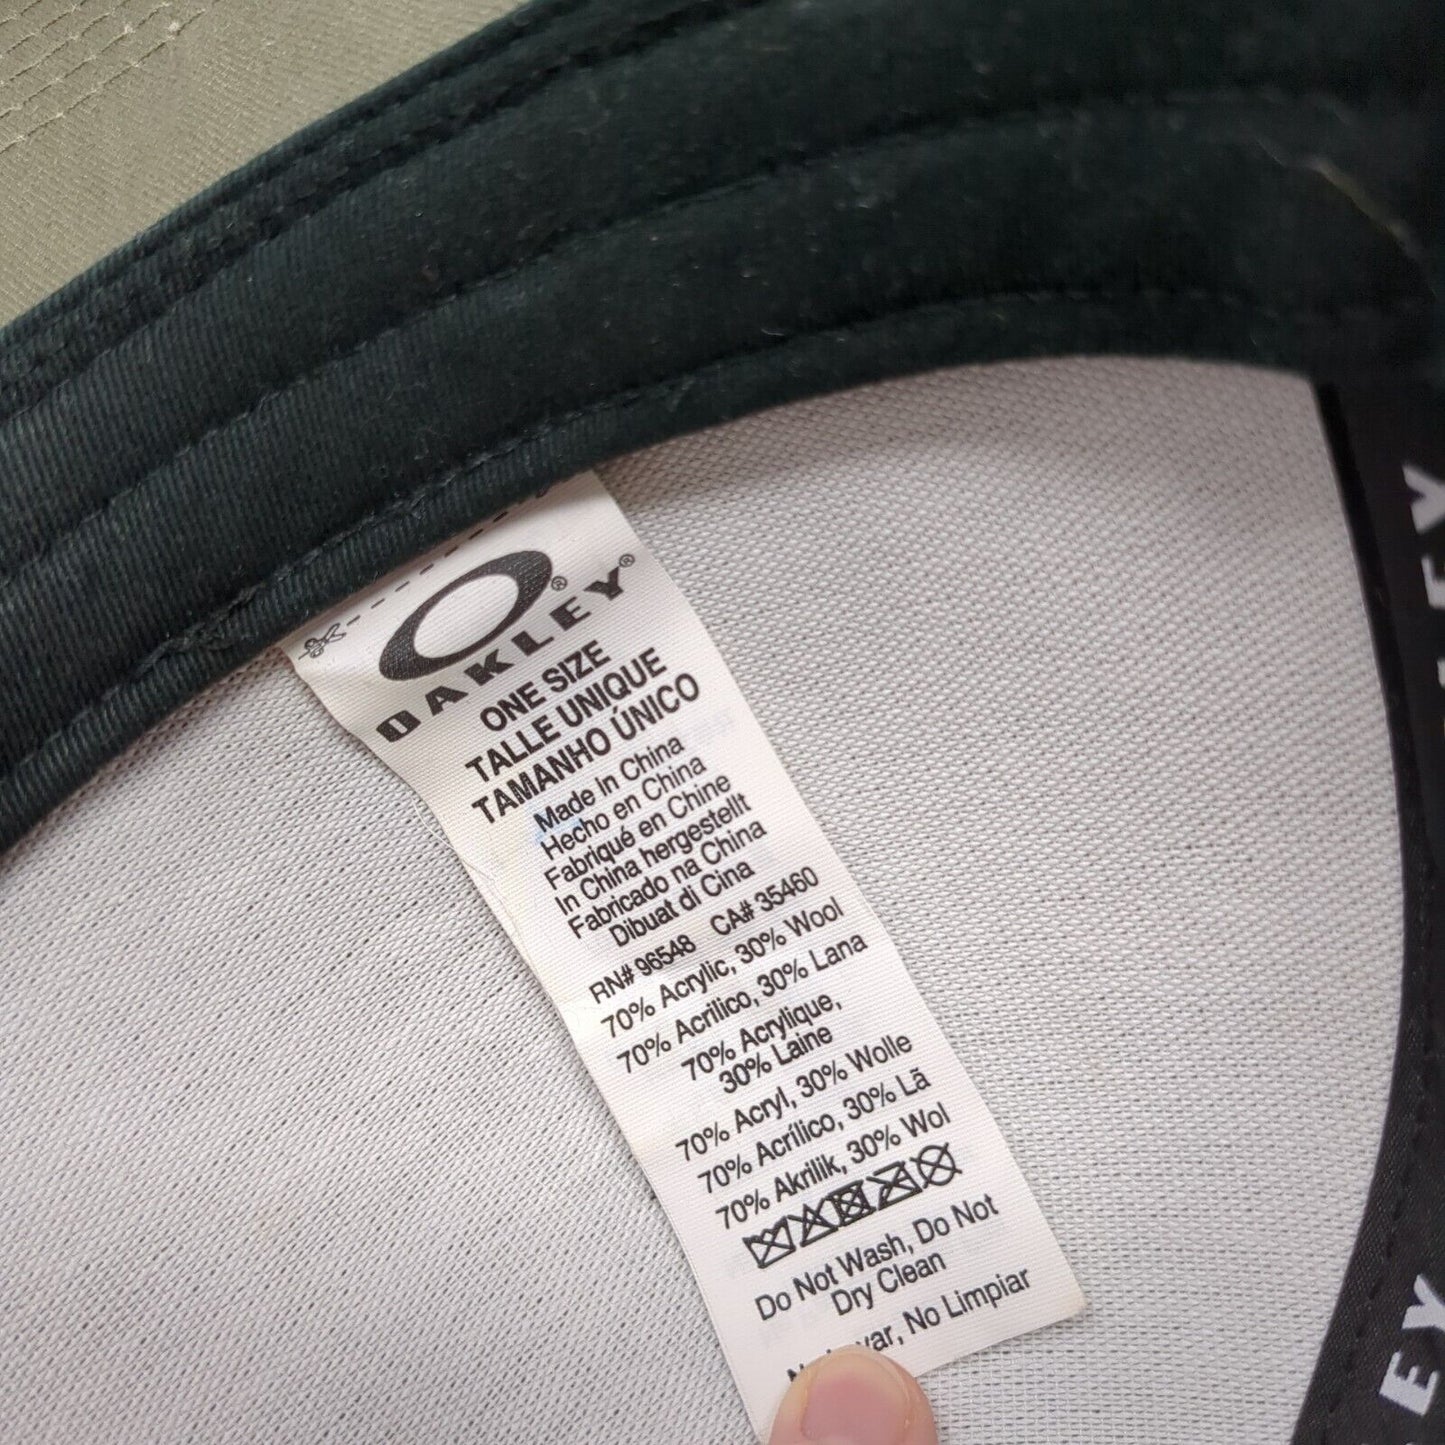 OAKLEY®
ONE SIZE
TALLE UNIQUE
TAMANHO ÚNICO
Made In China
Hecho en China
Fabriqué en Chine
In China hergestellt
Fabricado na China
Dibuat di Cina
RN# 96548 CA# 35460
70% Acrylic, 30% Wool
70% Acrílico, 30% Lana
70% Acrylique,
30% Laine
70% Acryl, 30% Wolle
70% Acrílico, 30% Lã
70% Akrilik, 30% Wol
Do Not Wash, Do Not
Dry Clean
No Limpiar
EY
EY